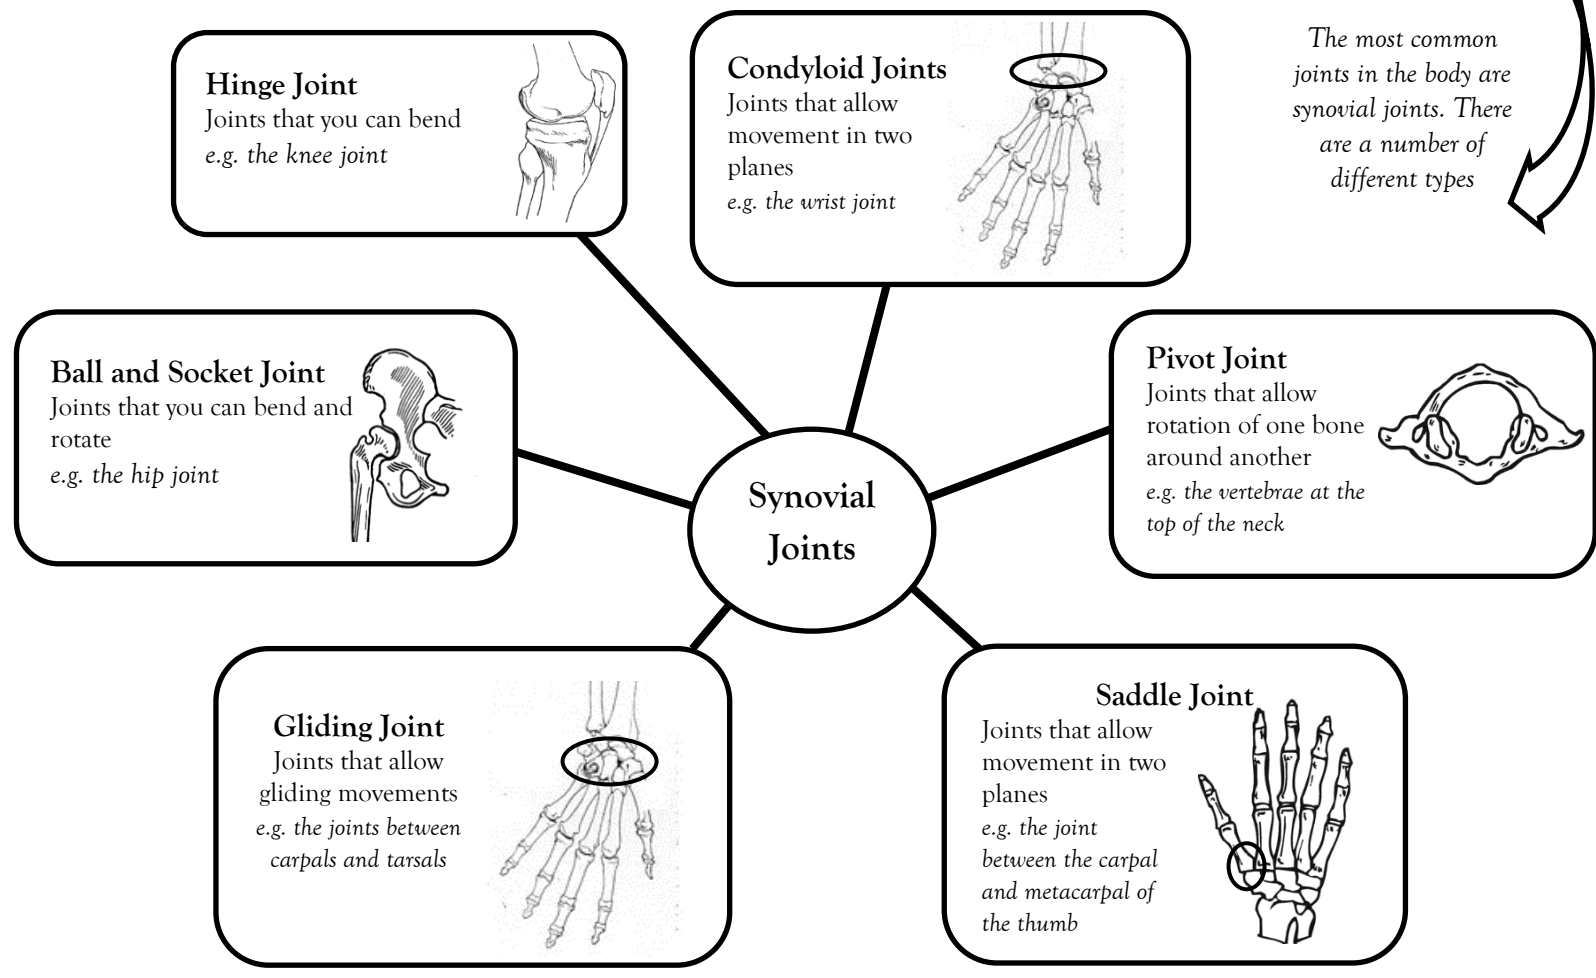 Hinge Joint
Joints that you can bend
e.g. the knee joint
Condyloid Joints
Joints that allow
movement in two
planes
e.g. the wrist joint
The most common
joints in the body are
synovial joints. There
are a number of
different types
Ball and Socket Joint
Joints that you can bend and
rotate
e.g. the hip joint
Pivot Joint
Joints that allow
rotation of one bone
around another
e.g. the vertebrae at the
top of the neck
Synovial
Joints
Gliding Joint
Joints that allow
gliding movements
e.g. the joints between
carpals and tarsals
Saddle Joint
Joints that allow
movement in two
planes
e.g. the joint
between the carpal
and metacarpal of
the thumb